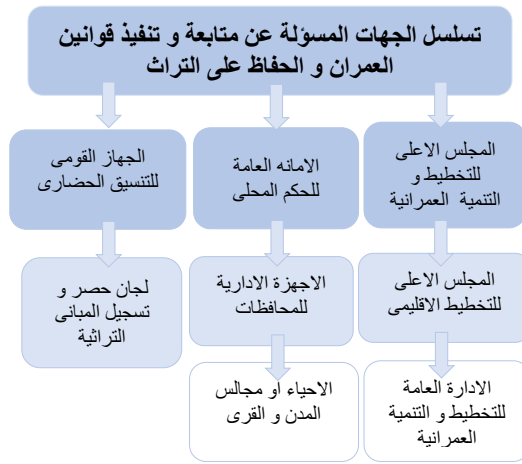 تسلسل الجهات المسؤلة عن متابعة و تنفيذ قوانين
العمران و الحفاظ على التراث
المجلس الاعلى
للتخطيط و
التنمية العمرانية
الامانه العامة
للحكم المحلى
الجهاز القومى
للتنسيق الحضارى
المجلس الاعلى
للتخطيط الاقليمى
الاجهزة الادارية
للمحافظات
لجان حصر و
تسجيل المبانى
التراثية
الادارة العامة
للتخطيط و التنمية
العمرانية
الاحياء او مجالس
المدن و القرى